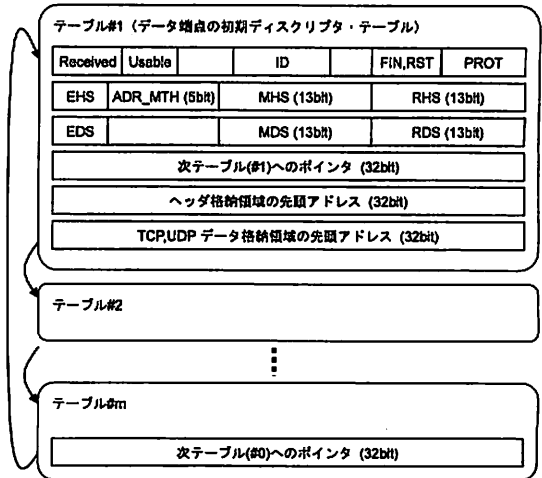 テーブル#1（データ端点の初期ディスクリプタ・テーブル）
Received Usable ID FIN,RST PROT
EHS ADR_MTH (5bit) MHS (13bit) RHS (13bit)
EDS MDS (13bit) RDS (13bit)
次テーブル(#1)へのポインタ (32bit)
ヘッダ格納領域の先頭アドレス (32bit)
TCP,UDP データ格納領域の先頭アドレス (32bit)
テーブル#2
テーブル#m
次テーブル(#0)へのポインタ (32bit)